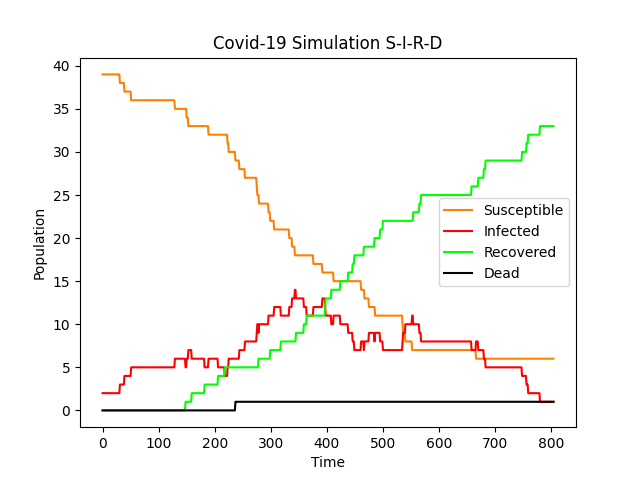 Covid-19 Simulation S-I-R-D
Population
40
35
30
25
20
15
10
5
0
Susceptible
Infected
Recovered
Dead
0 100 200 300 400 500 600 700 800
Time